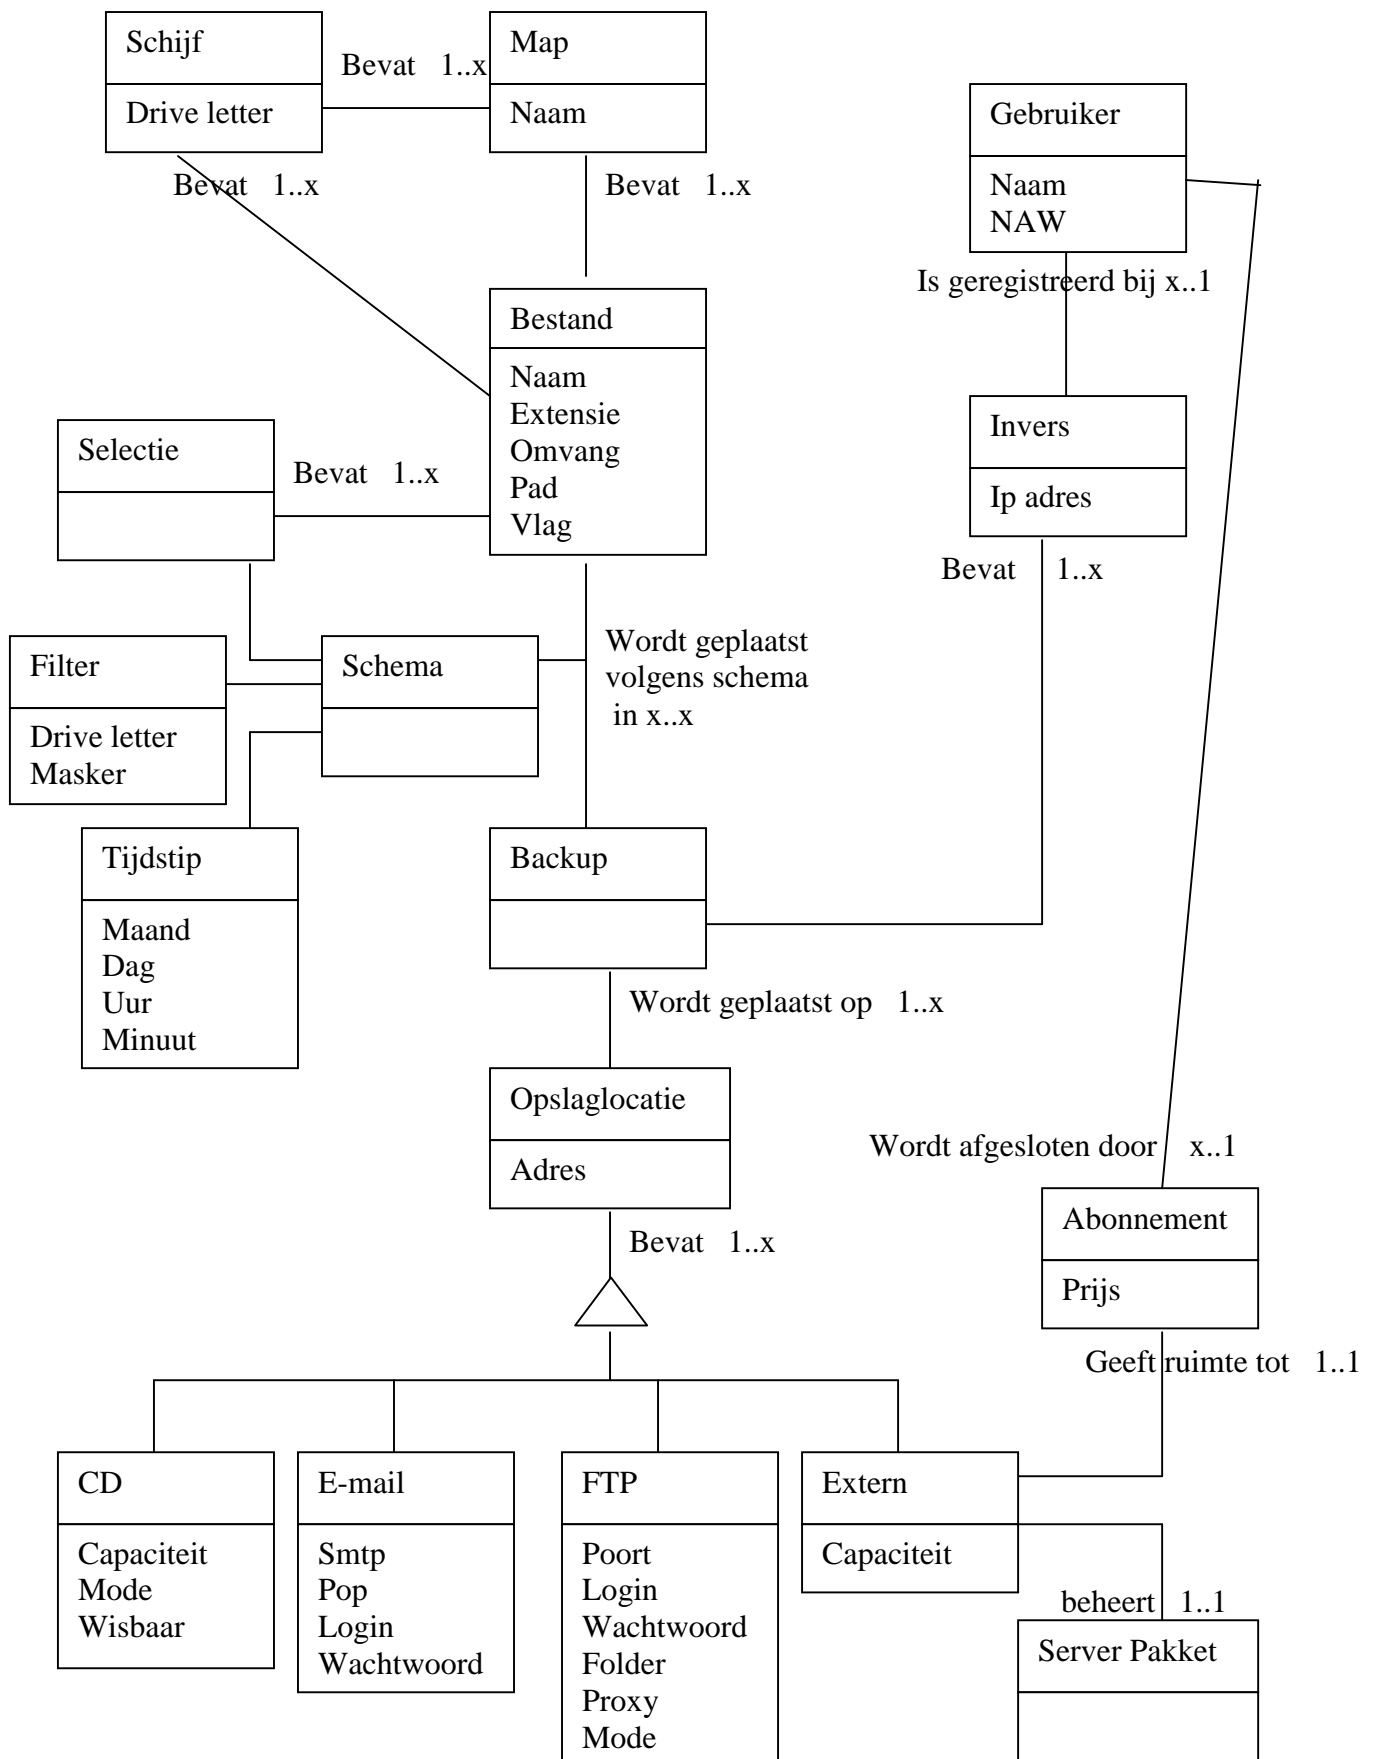 Schijf
Drive letter
Bevat 1..x
Map
Naam
Bevat 1..x
Bevat 1..x
Gebruiker
Naam
NAW
Is geregistreerd bij x..1
Bestand
Naam
Extensie
Omvang
Pad
Vlag
Selectie
Bevat 1..x
Invers
Ip adres
Bevat 1..x
Filter
Drive letter
Masker
Schema
Wordt geplaatst
volgens schema
in x..x
Tijdstip
Maand
Dag
Uur
Minuut
Backup
Wordt geplaatst op 1..x
Opslaglocatie
Adres
Bevat 1..x
Wordt afgesloten door x..1
Abonnement
Prijs
Geeft ruimte tot 1..1
CD
Capaciteit
Mode
Wisbaar
E-mail
Smtp
Pop
Login
Wachtwoord
FTP
Poort
Login
Wachtwoord
Folder
Proxy
Mode
Extern
Capaciteit
beheert 1..1
Server Pakket